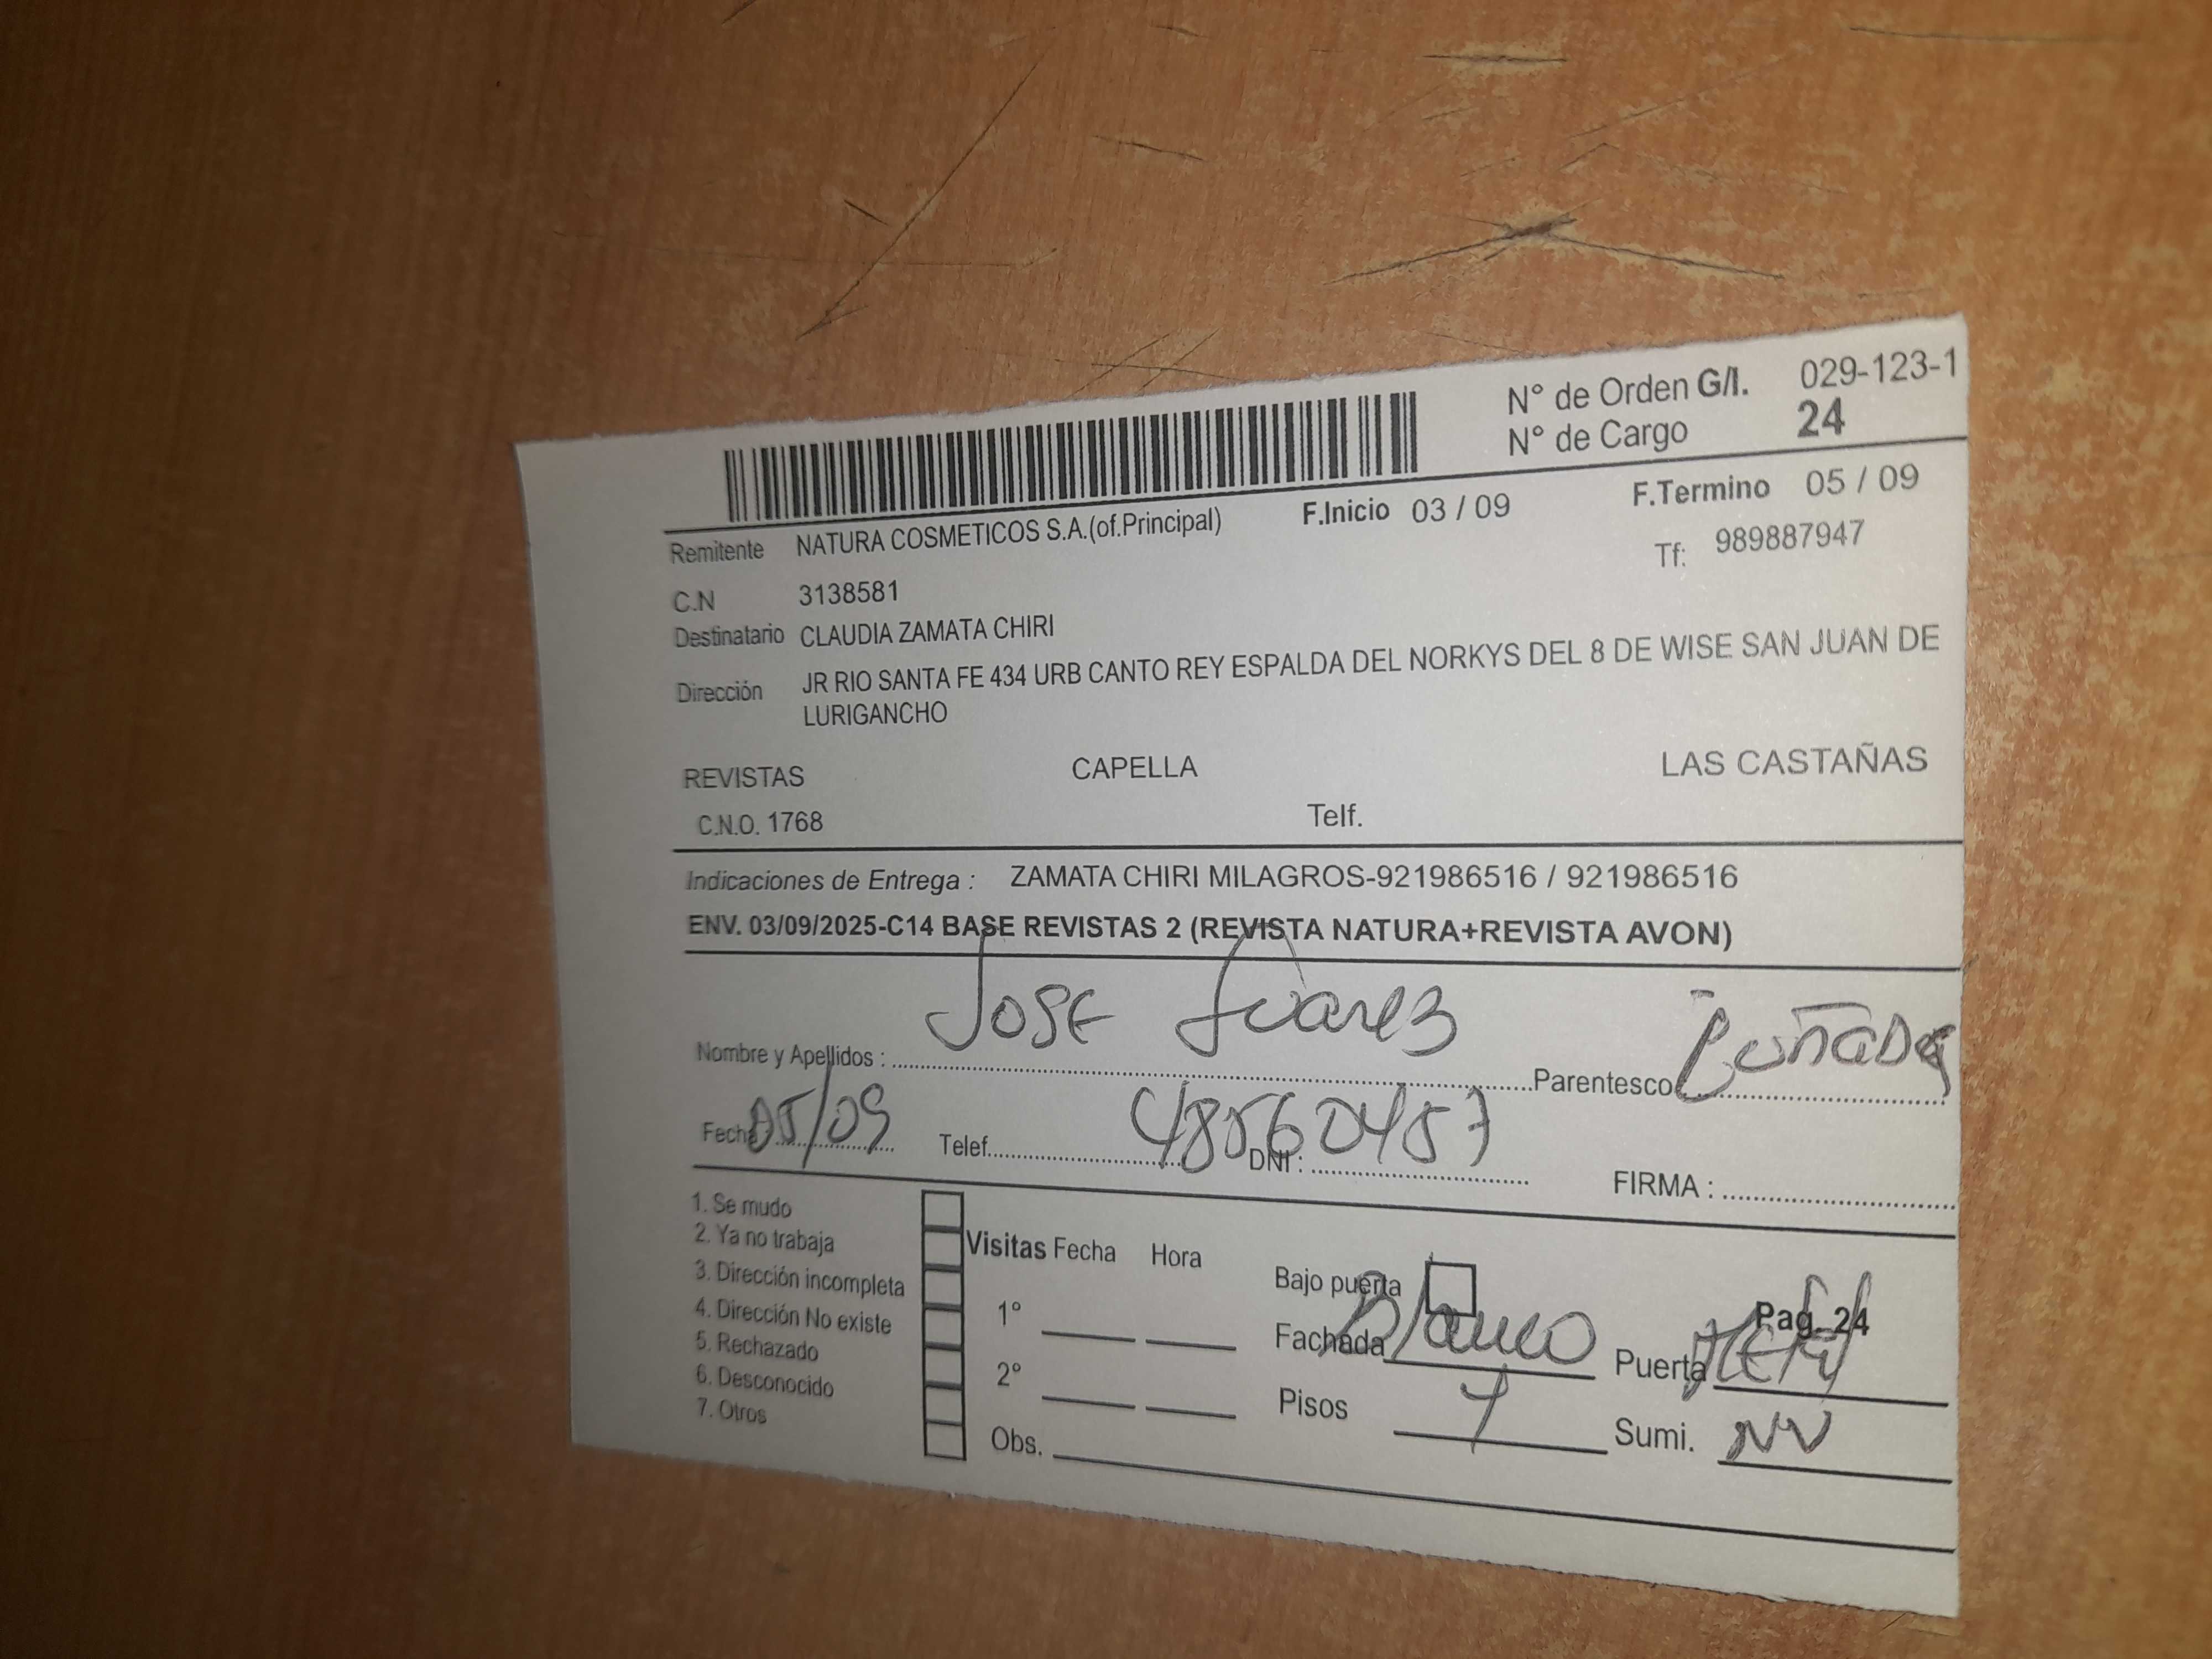 N° de Orden G/I. 029-123-1
N° de Cargo 24
F.Inicio 03 / 09 F.Termino 05 / 09
Remitente NATURA COSMETICOS S.A.(of.Principal) Tf: 989887947
C.N 3138581
Destinatario CLAUDIA ZAMATA CHIRI
Dirección JR RIO SANTA FE 434 URB CANTO REY ESPALDA DEL NORKYS DEL 8 DE WISE SAN JUAN DE
LURIGANCHO
REVISTAS CAPELLA LAS CASTAÑAS
C.N.O. 1768 Telf.
Indicaciones de Entrega : ZAMATA CHIRI MILAGROS-921986516 / 921986516
ENV. 03/09/2025-C14 BASE REVISTAS 2 (REVISTA NATURA+REVISTA AVON)
Nombre y Apellidos : JOSE Suarez Parentesco
Fecha 05/09 Telef. DNI : 48560457 FIRMA :
1. Se mudo
2. Ya no trabaja
3. Dirección incompleta
4. Dirección No existe
5. Rechazado
6. Desconocido
7. Otros
Visitas Fecha Hora
1°
2°
Obs.
Bajo puerta
Pag. 24
Fachada Blanco Puerta
Pisos Sumi. NV